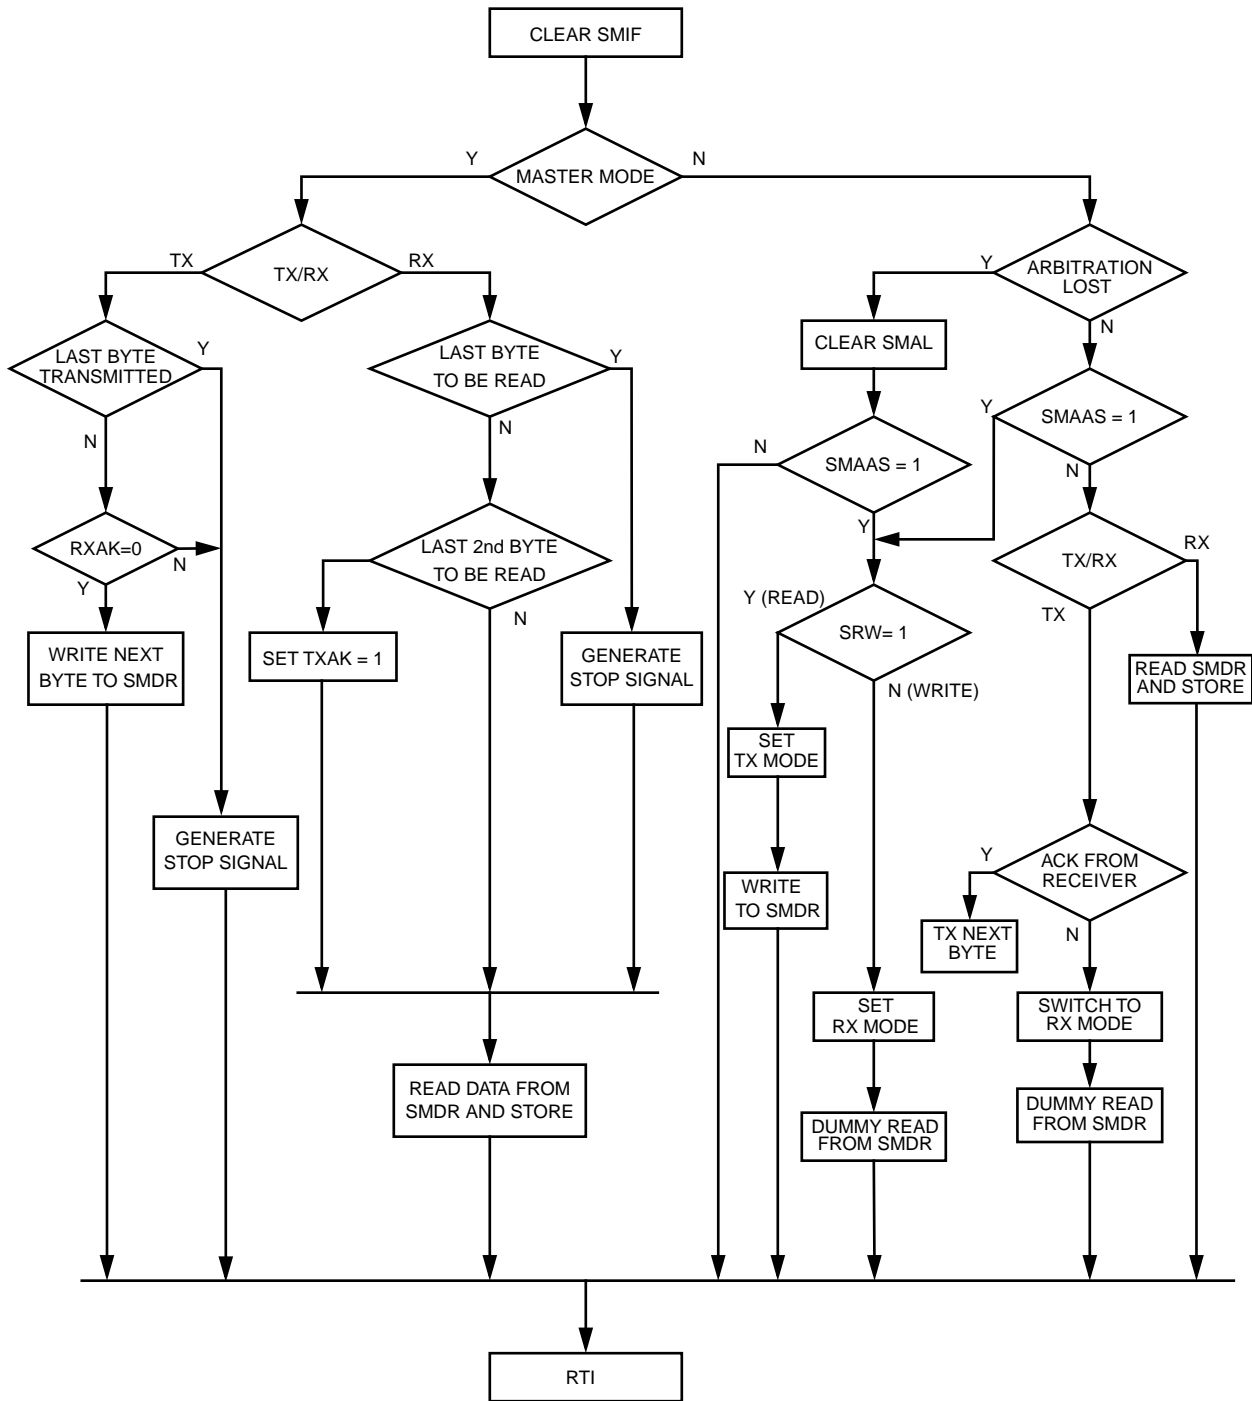 CLEAR SMIF
Y
N
MASTER MODE
TX
TX/RX
RX
Y
ARBITRATION
LOST
N
LAST BYTE
TRANSMITTED
Y
N
LAST BYTE
TO BE READ
Y
N
CLEAR SMAL
Y
SMAAS = 1
N
N
SMAAS = 1
Y
RXAK=0
N
Y
LAST 2nd BYTE
TO BE READ
N
TX/RX
RX
TX
Y (READ)
SRW= 1
N (WRITE)
WRITE NEXT
BYTE TO SMDR
SET TXAK = 1
GENERATE
STOP SIGNAL
READ SMDR
AND STORE
SET
TX MODE
GENERATE
STOP SIGNAL
WRITE
TO SMDR
Y
ACK FROM
RECEIVER
N
TX NEXT
BYTE
SET
RX MODE
SWITCH TO
RX MODE
READ DATA FROM
SMDR AND STORE
DUMMY READ
FROM SMDR
DUMMY READ
FROM SMDR
RTI